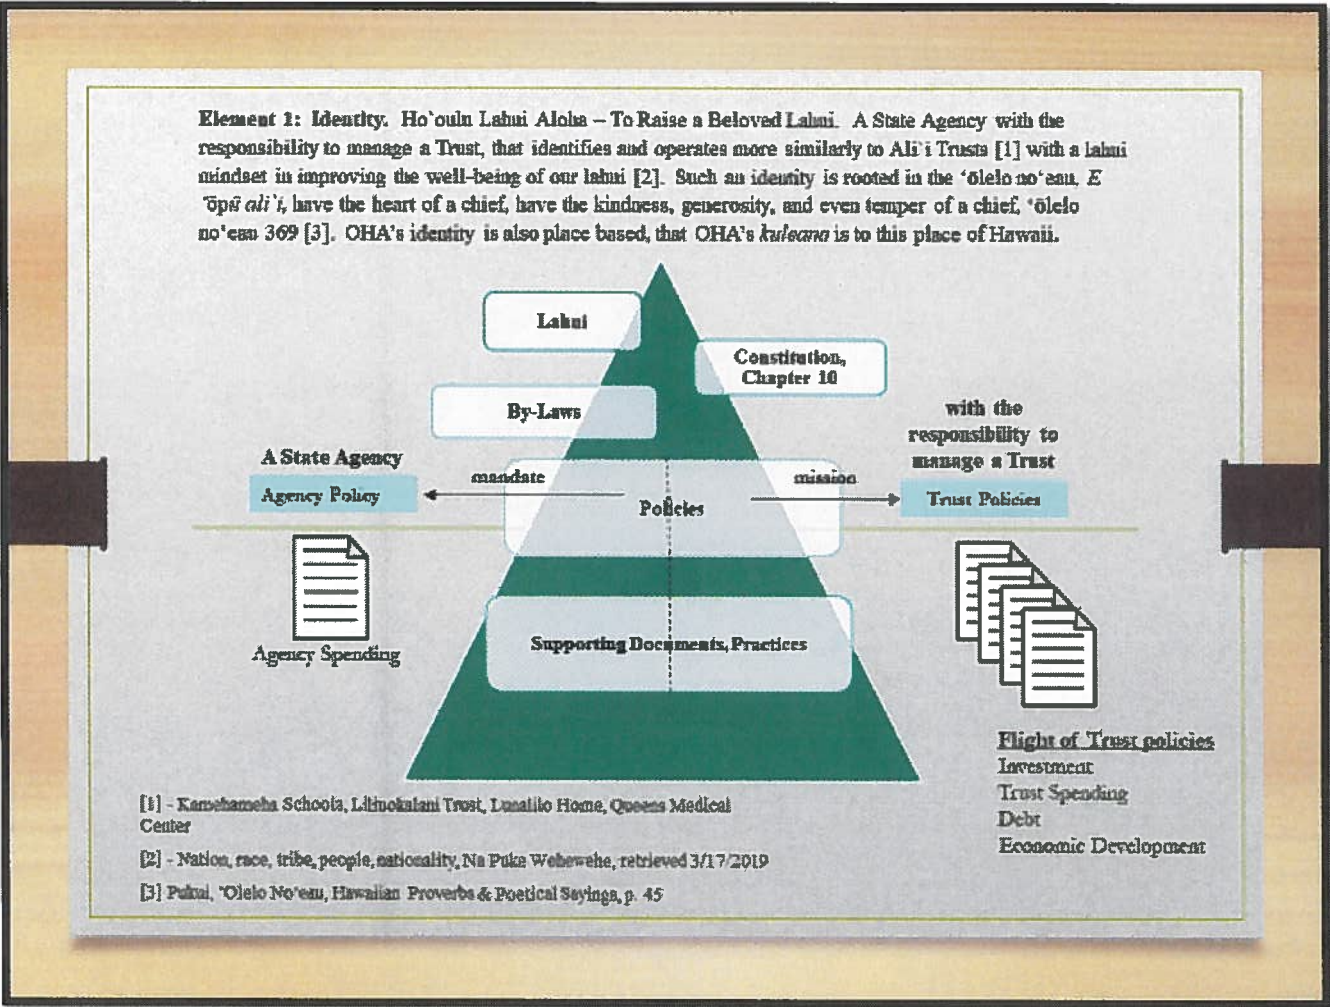 Element 1: Identity. Ho'ouln Lahui Aloha – To Raise a Beloved Lahui. A State Agency with the
responsibility to manage a Trust, that identifies and operates more similarly to Ali'i Trusts [1] with a lahui
mindset in improving the well-being of our lahui [2]. Such an identity is rooted in the 'ōlelo no'eau, E
'ōpū ali'i, have the heart of a chief, have the kindness, generosity, and even temper of a chief, 'ōlelo
no'eau 369 [3]. OHA's identity is also place based, that OHA's kuleana is to this place of Hawaii.
Lahui
Constitution,
Chapter 10
By-Laws
with the
responsibility to
manage a Trust
A State Agency
Agency Policy
mandate
mission
Policies
Trust Policies
Agency Spending
Supporting Documents, Practices
Flight of Trust policies
Investment
Trust Spending
Debt
Economic Development
[1] - Kamehameha Schools, Liliuokalani Trust, Lunalilo Home, Queens Medical
Center
[2] - Nation, race, tribe, people, nationality, Na Puke Wehewehe, retrieved 3/17/2019
[3] Pukui, 'Olelo No'eau, Hawaiian Proverbs & Poetical Sayings, p. 45